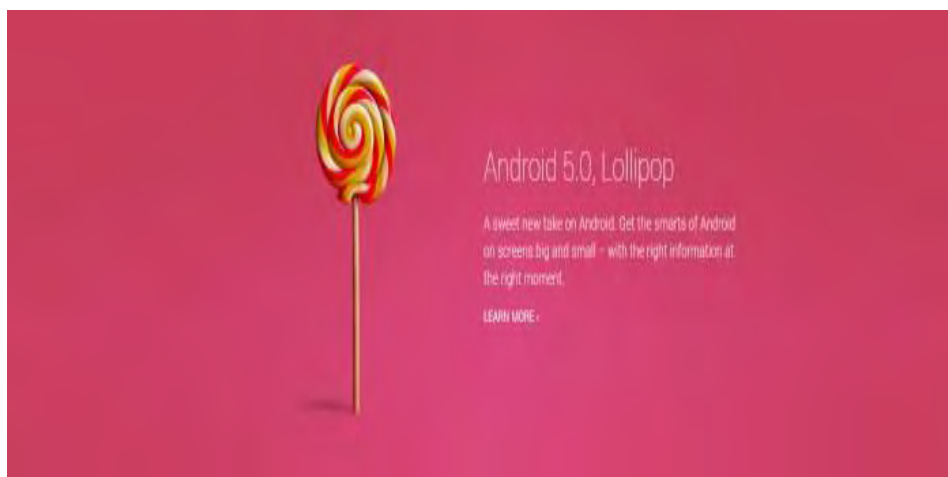 Android 5.0, Lollipop
A sweet new take on Android. Get the smarts of Android
on screens big and small – with the right information at
the right moment.
LEARN MORE ›